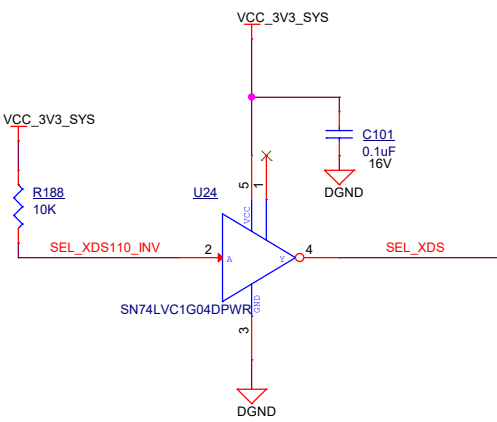 VCC_3V3_SYS
VCC_3V3_SYS
C101
0.1uF
16V
DGND
R188
10K
U24
5
1
VCC
SEL_XDS110_INV
2
A
Y
4
SEL_XDS
SN74LVC1G04DPWR
GND
3
DGND